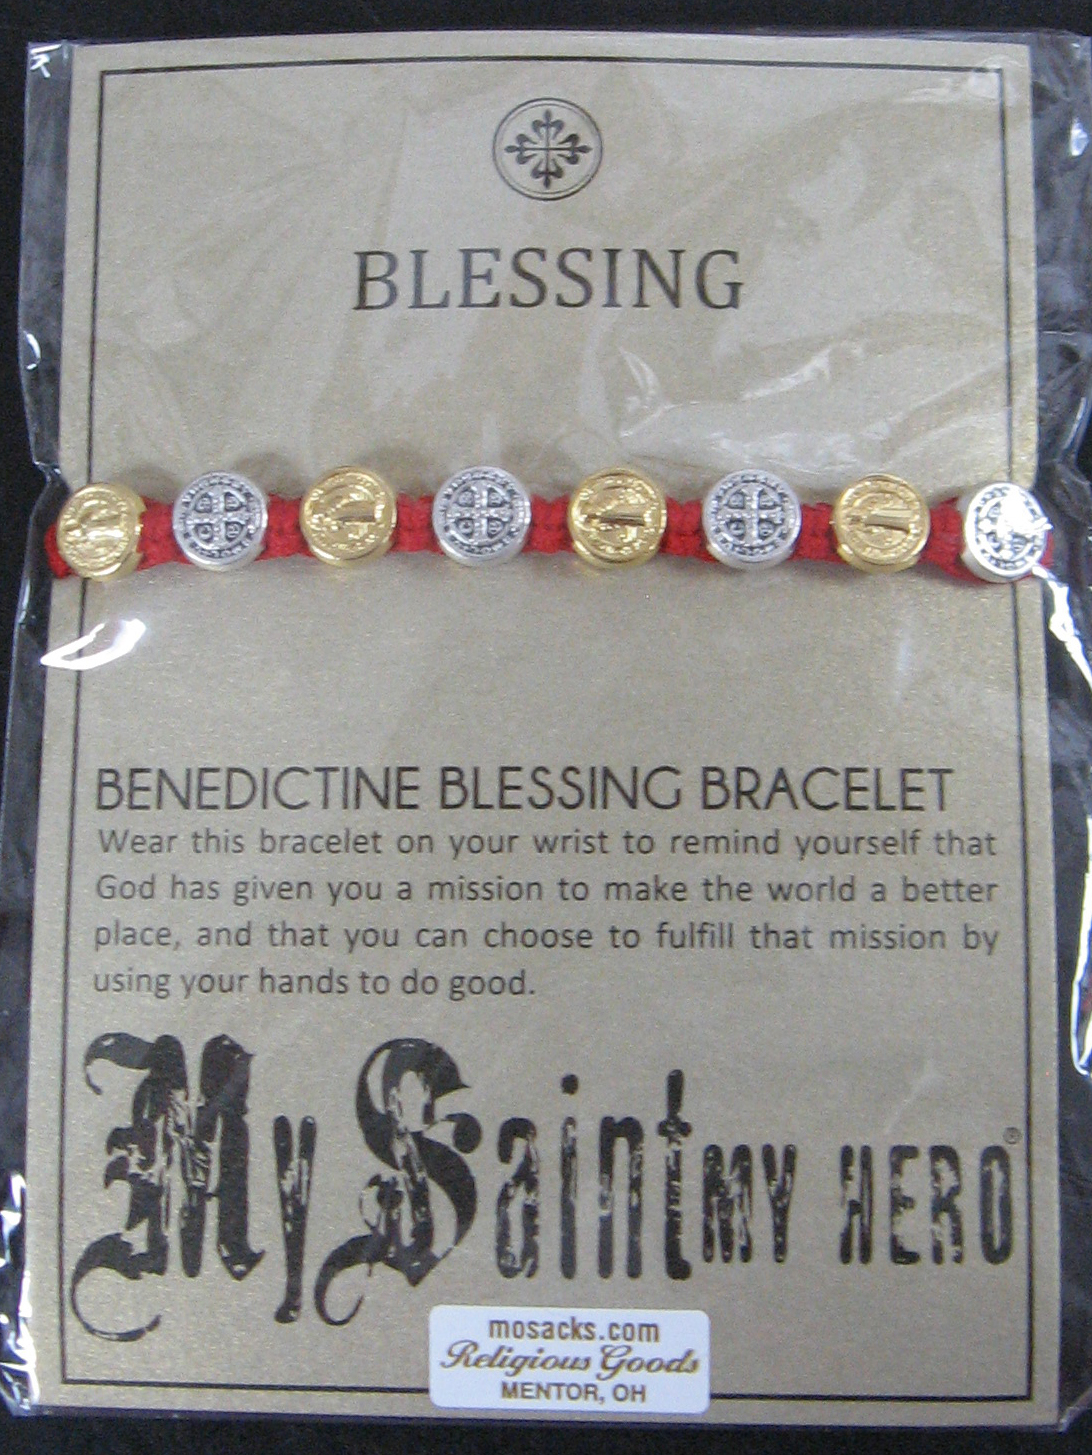 BLESSING
BENEDICTINE BLESSING BRACELET
Wear this bracelet on your wrist to remind yourself that
God has given you a mission to make the world a better
place, and that you can choose to fulfill that mission by
using your hands to do good.
My Saint MY HERO®
mosacks.com
Religious Goods
MENTOR, OH